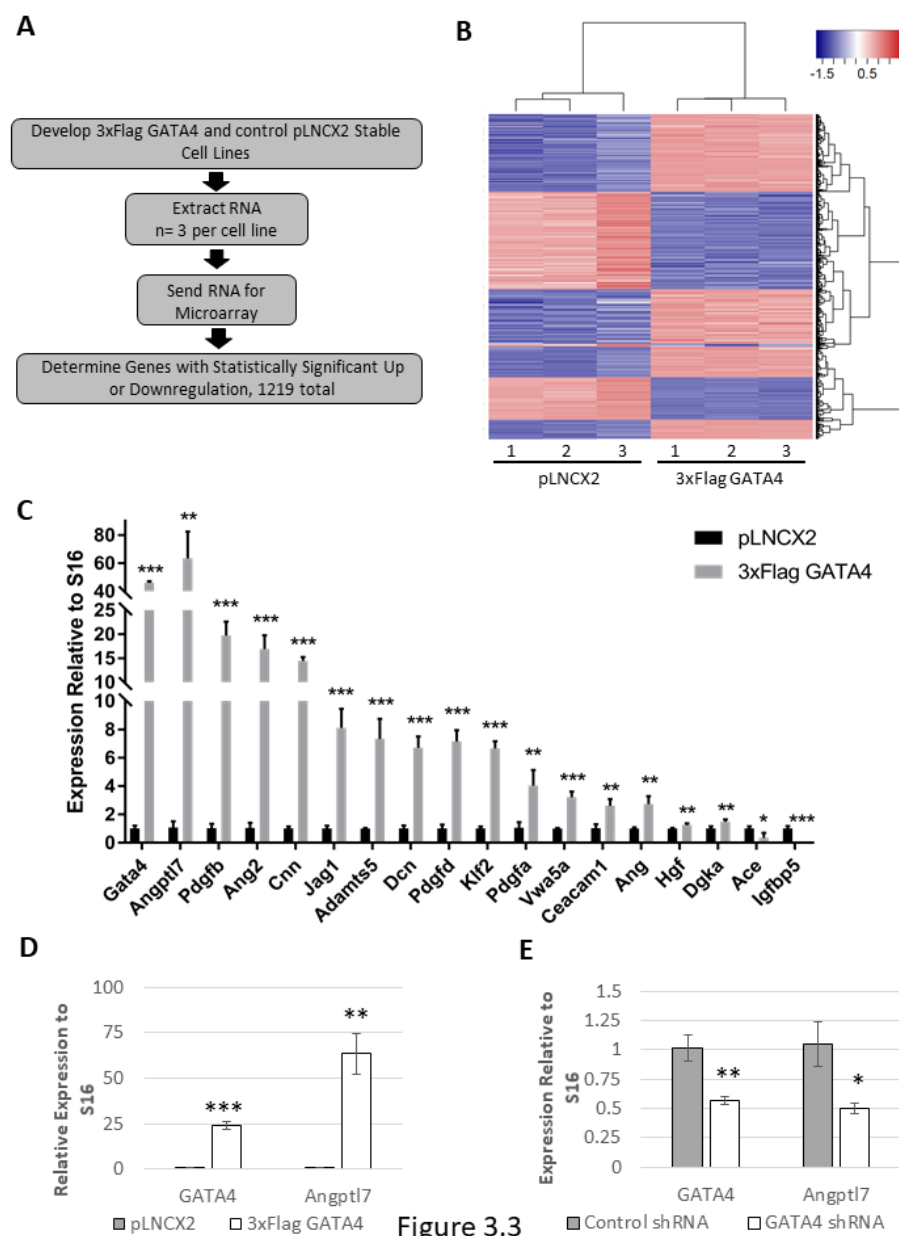 A
Develop 3xFlag GATA4 and control pLNCX2 Stable
Cell Lines
Extract RNA
n= 3 per cell line
Send RNA for
Microarray
Determine Genes with Statistically Significant Up
or Downregulation, 1219 total
B
-1.5 0.5
1 2 3 1 2 3
pLNCX2 3xFlag GATA4
C
Expression Relative to S16
80
60
40
25
20
15
10
8
6
4
2
0
*** ** *** *** *** *** *** *** *** *** ** *** ** ** ** ** * ***
pLNCX2
3xFlag GATA4
Gata4 Angptl7 Pdgfb Ang2 Cnn Jag1 Adamts5 Dcn Pdgfd Klf2 Pdgfa Vwa5a Ceacam1 Ang Hgf Dgka Ace Igfbp5
D
Relative Expression to
S16
100
75
50
25
0
*** **
GATA4 Angptl7
pLNCX2 3xFlag GATA4
E
Expression Relative to
S16
1.5
1.25
1
0.75
0.5
0.25
0
** *
GATA4 Angptl7
Control shRNA GATA4 shRNA
Figure 3.3